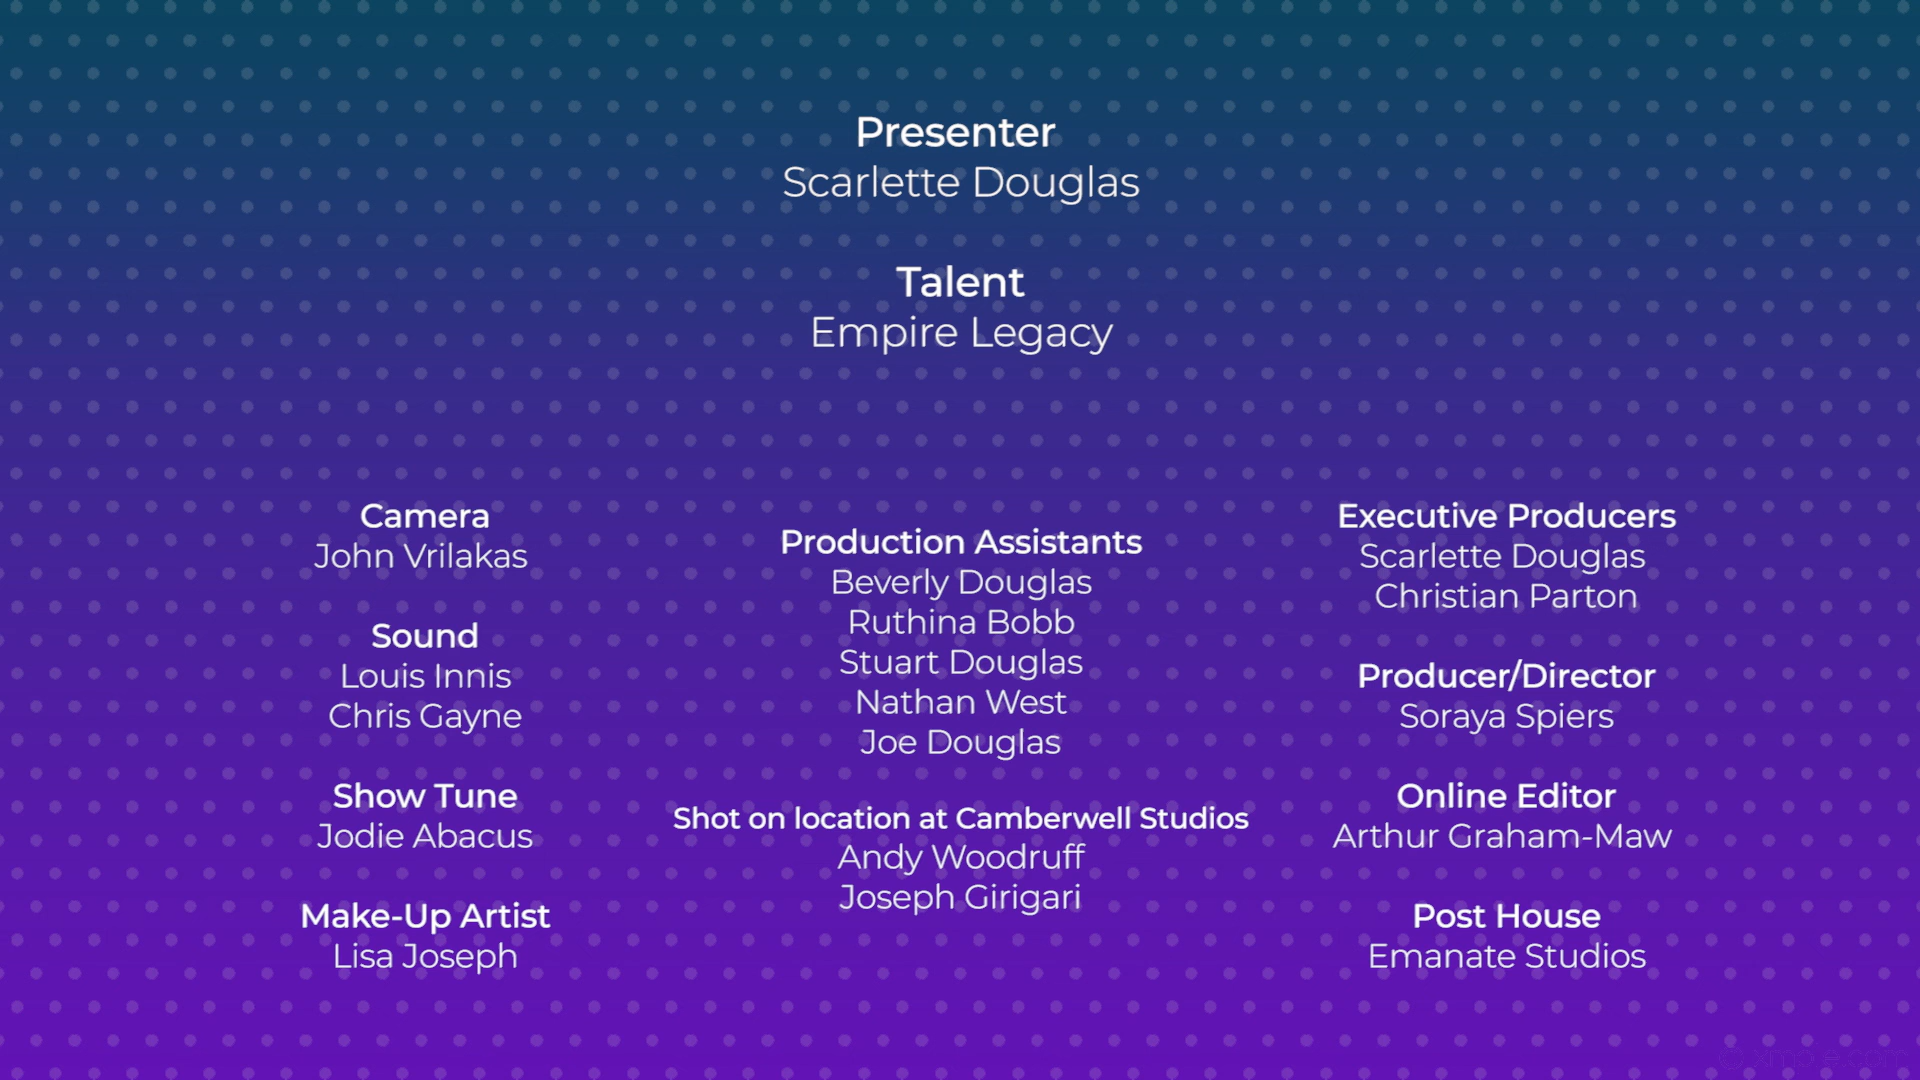 Presenter
Scarlette Douglas
Talent
Empire Legacy
Camera
John Vrilakas
Sound
Louis Innis
Chris Gayne
Show Tune
Jodie Abacus
Make-Up Artist
Lisa Joseph
Production Assistants
Beverly Douglas
Ruthina Bobb
Stuart Douglas
Nathan West
Joe Douglas
Shot on location at Camberwell Studios
Andy Woodruff
Joseph Girigari
Executive Producers
Scarlette Douglas
Christian Parton
Producer/Director
Soraya Spiers
Online Editor
Arthur Graham-Maw
Post House
Emanate Studios